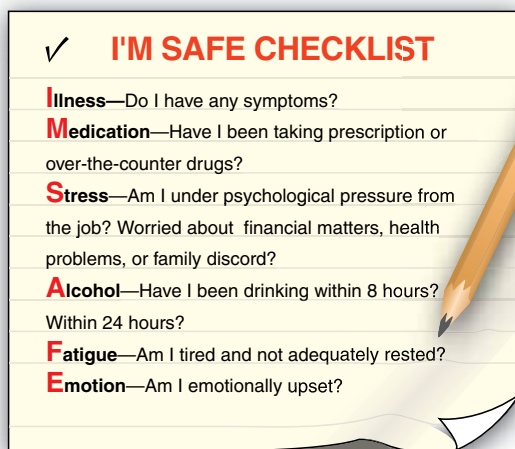 ✓ I'M SAFE CHECKLIST
Illness—Do I have any symptoms?
Medication—Have I been taking prescription or
over-the-counter drugs?
Stress—Am I under psychological pressure from
the job? Worried about financial matters, health
problems, or family discord?
Alcohol—Have I been drinking within 8 hours?
Within 24 hours?
Fatigue—Am I tired and not adequately rested?
Emotion—Am I emotionally upset?